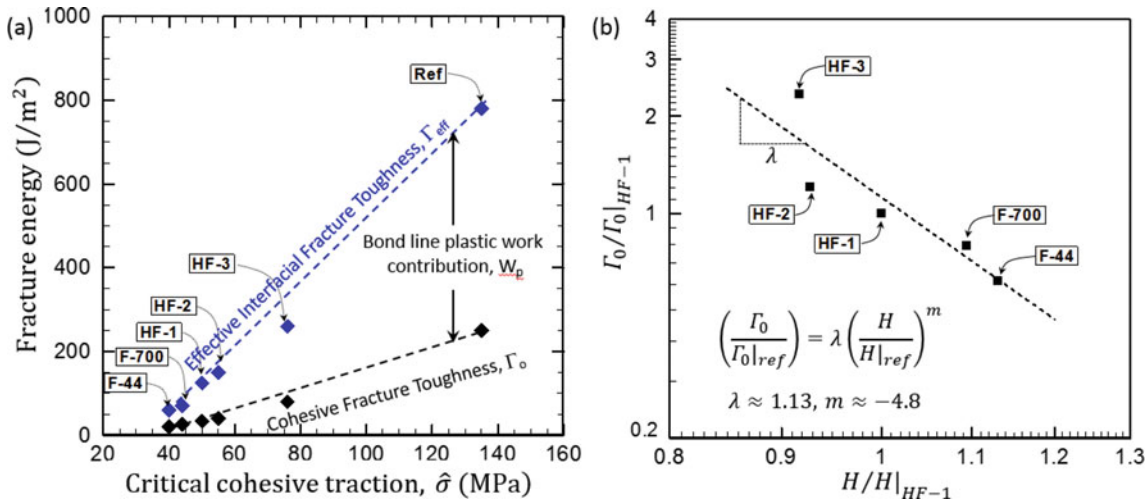 (a)
Fracture energy (J/m²)
1000
800
600
400
200
0
Ref
HF-3
HF-2
HF-1
F-700
F-44
Effective Interfacial Fracture Toughness, Γeff
Bond line plastic work
contribution, Wp
Cohesive Fracture Toughness, Γo
20 40 60 80 100 120 140 160
Critical cohesive traction, σ̂ (MPa)
(b)
Γ0/Γ0|HF−1
4
3
2
1
0.2
HF-3
HF-2
HF-1
F-700
F-44
λ
(Γ0/Γ0|ref) = λ (H/H|ref)^m
λ ≈ 1.13, m ≈ −4.8
0.8 0.9 1 1.1 1.2 1.3
H/H|HF−1